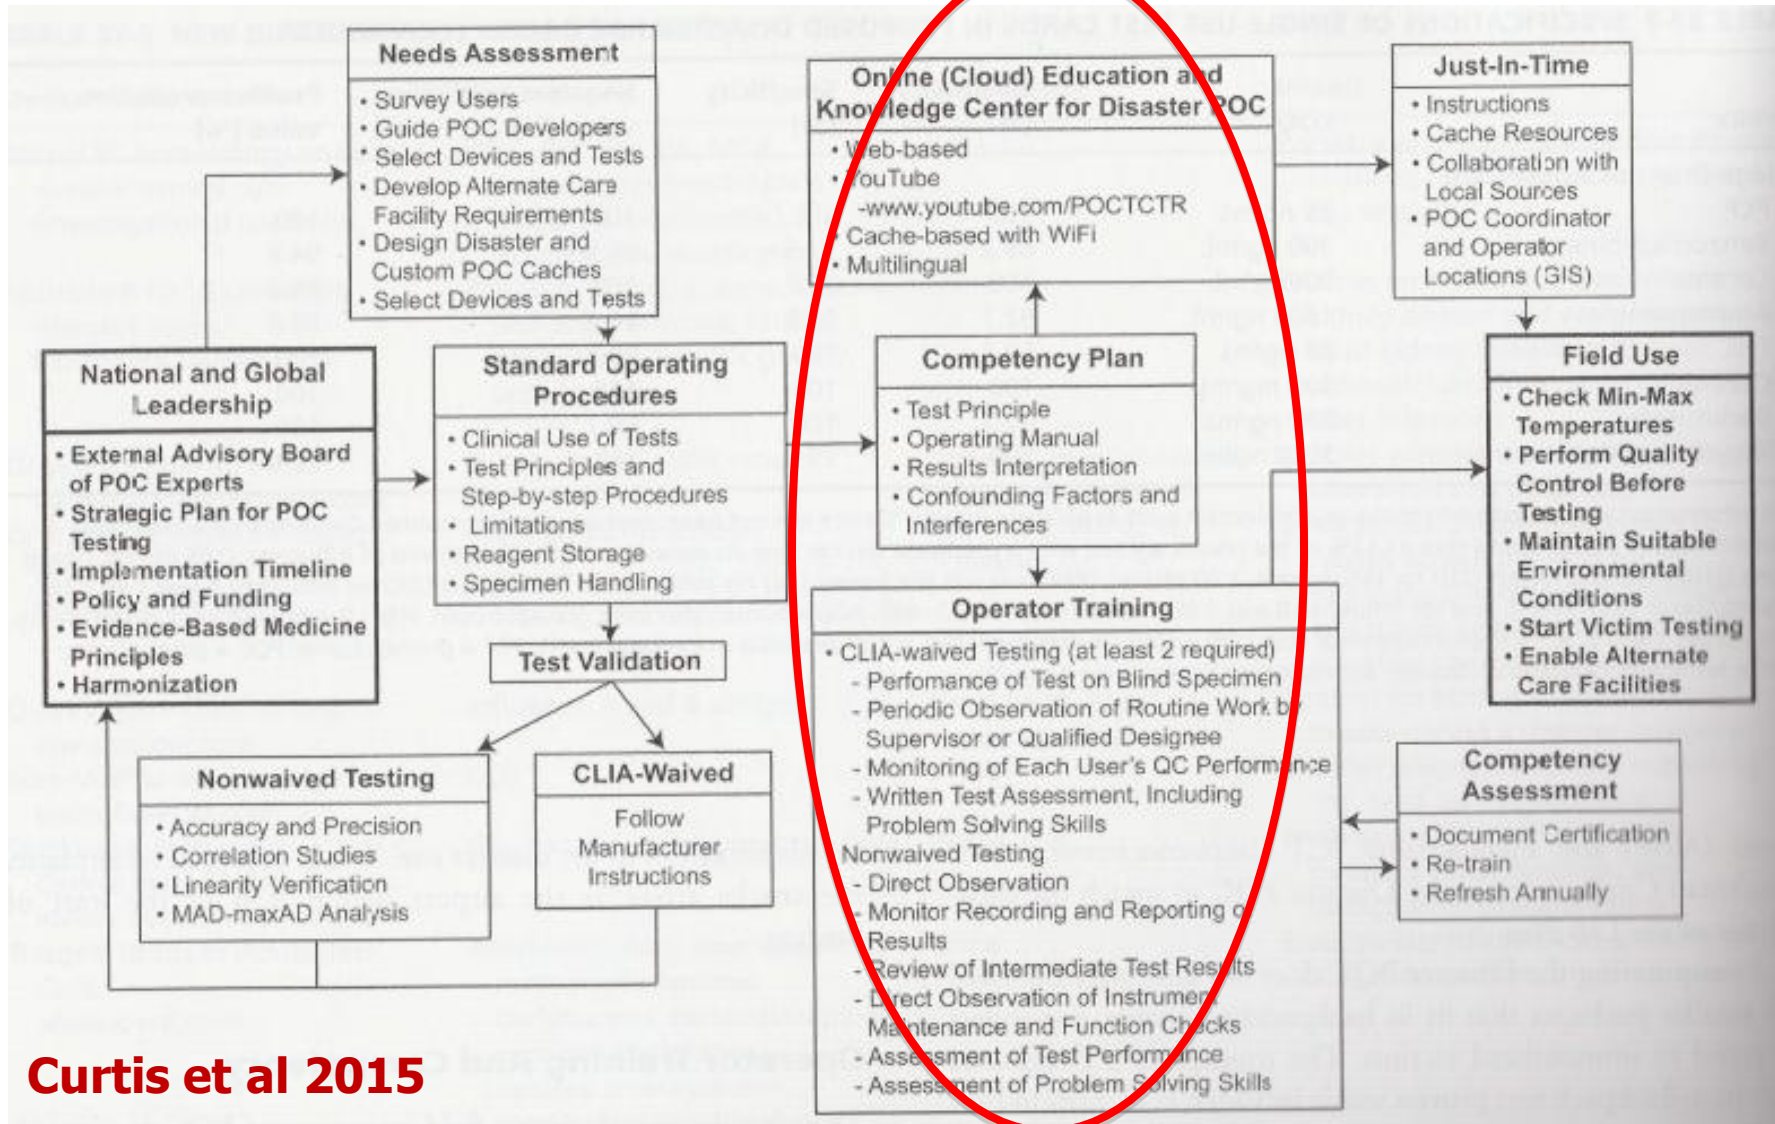 Needs Assessment
• Survey Users
• Guide POC Developers
• Select Devices and Tests
• Develop Alternate Care
Facility Requirements
• Design Disaster and
Custom POC Caches
• Select Devices and Tests
Online (Cloud) Education and
Knowledge Center for Disaster POC
• Web-based
• YouTube
-www.youtube.com/POCTCTR
• Cache-based with WiFi
• Multilingual
Just-In-Time
• Instructions
• Cache Resources
• Collaboration with
Local Sources
• POC Coordinator
and Operator
Locations (GIS)
National and Global
Leadership
• External Advisory Board
of POC Experts
• Strategic Plan for POC
Testing
• Implementation Timeline
• Policy and Funding
• Evidence-Based Medicine
Principles
• Harmonization
Standard Operating
Procedures
• Clinical Use of Tests
• Test Principles and
Step-by-step Procedures
• Limitations
• Reagent Storage
• Specimen Handling
Competency Plan
• Test Principle
• Operating Manual
• Results Interpretation
• Confounding Factors and
Interferences
Field Use
• Check Min-Max
Temperatures
• Perform Quality
Control Before
Testing
• Maintain Suitable
Environmental
Conditions
• Start Victim Testing
• Enable Alternate
Care Facilities
Test Validation
Nonwaived Testing
• Accuracy and Precision
• Correlation Studies
• Linearity Verification
• MAD-maxAD Analysis
CLIA-Waived
Follow
Manufacturer
Instructions
Operator Training
• CLIA-waived Testing (at least 2 required)
- Perfomance of Test on Blind Specimen
- Periodic Observation of Routine Work by
Supervisor or Qualified Designee
- Monitoring of Each User's QC Performance
- Written Test Assessment, Including
Problem Solving Skills
Nonwaived Testing
- Direct Observation
- Monitor Recording and Reporting of
Results
- Review of Intermediate Test Results
- Direct Observation of Instrument
Maintenance and Function Checks
- Assessment of Test Performance
- Assessment of Problem Solving Skills
Competency
Assessment
• Document Certification
• Re-train
• Refresh Annually
Curtis et al 2015